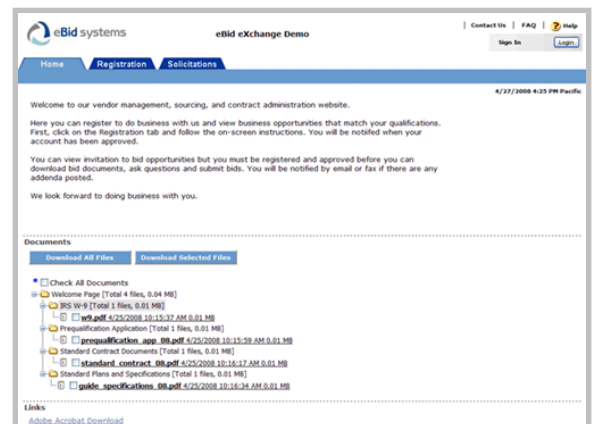 eBid systems
eBid eXchange Demo
Contact Us | FAQ | Help
Sign In
Login
Home
Registration
Solicitations
4/27/2008 4:25 PM Pacific
Welcome to our vendor management, sourcing, and contract administration website.
Here you can register to do business with us and view business opportunities that match your qualifications.
First, click on the Registration tab and follow the on-screen instructions. You will be notiifed when your
account has been approved.
You can view invitation to bid opportunities but you must be registered and approved before you can
download bid documents, ask questions and submit bids. You will be notified by email or fax if there are any
addenda posted.
We look forward to doing business with you.
Documents
Download All Files
Download Selected Files
* Check All Documents
Welcome Page [Total 4 files, 0.04 MB]
IRS W-9 [Total 1 files, 0.01 MB]
w9.pdf 4/25/2008 10:15:37 AM 0.01 MB
Prequalification Application [Total 1 files, 0.01 MB]
prequalification_app_08.pdf 4/25/2008 10:15:59 AM 0.01 MB
Standard Contract Documents [Total 1 files, 0.01 MB]
standard_contract_08.pdf 4/25/2008 10:16:17 AM 0.01 MB
Standard Plans and Specifications [Total 1 files, 0.01 MB]
guide_specifications_08.pdf 4/25/2008 10:16:34 AM 0.01 MB
Links
Adobe Acrobat Download